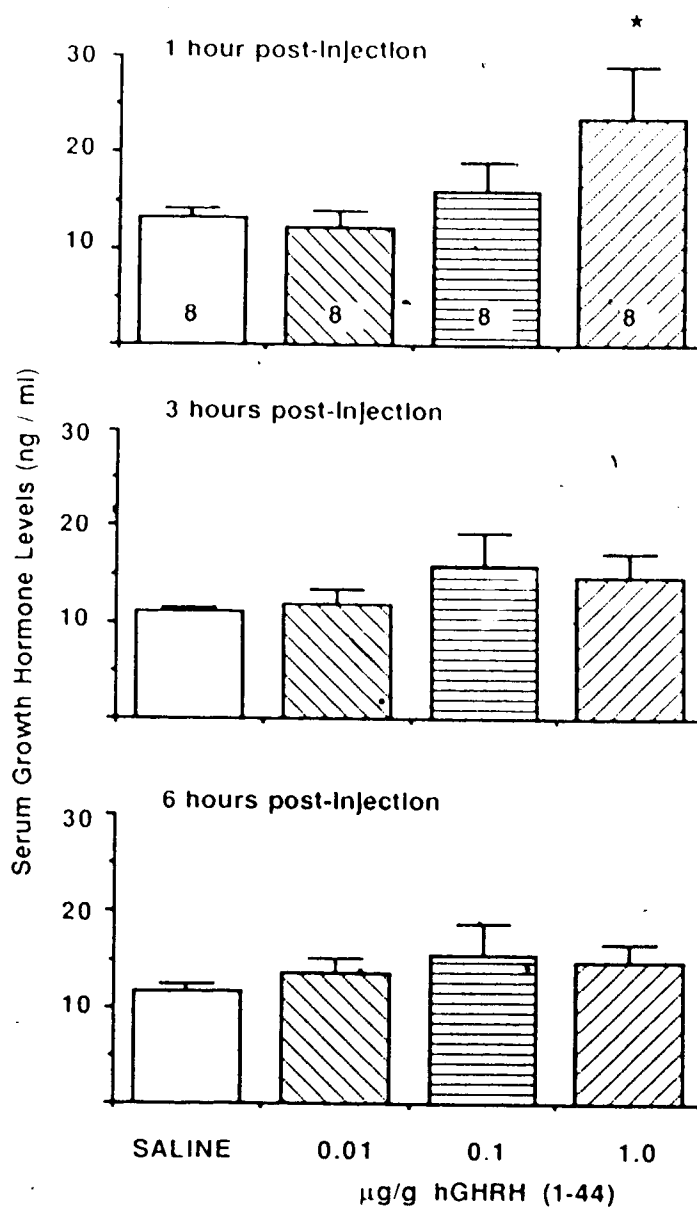 1 hour post-Injection
★
30
20
10
8 8 8 8
3 hours post-Injection
30
20
10
Serum Growth Hormone Levels (ng / ml)
6 hours post-Injection
30
20
10
SALINE 0.01 0.1 1.0
μg/g hGHRH (1-44)